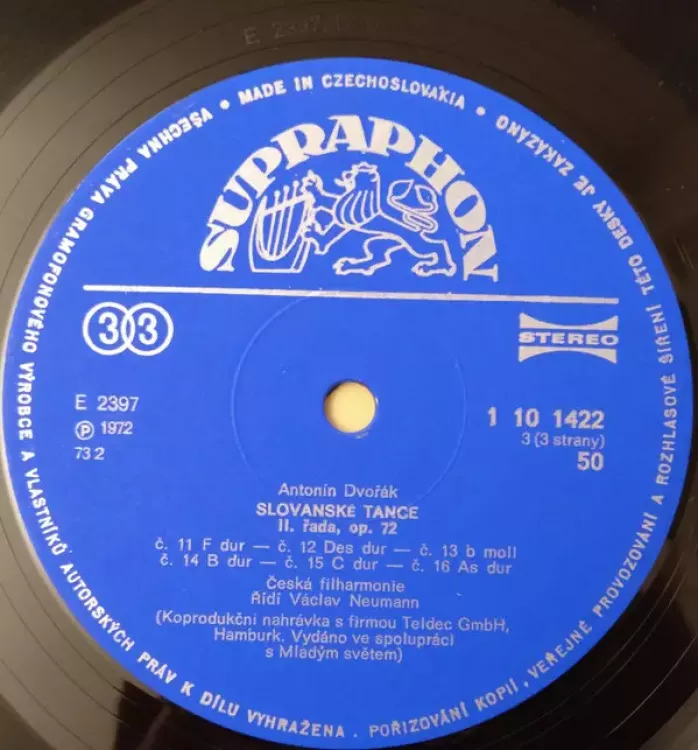 E 2397.1
VŠECHNA PRÁVA GRAMOFONOVÉHO VÝROBCE A VLASTNÍKŮ AUTORSKÝCH PRÁV K DÍLU VYHRAŽENA . POŘIZOVÁNÍ KOPIÍ, VEŘEJNÉ PROVOZOVÁNÍ A ROZHLASOVÉ ŠÍŘENÍ TÉTO DESKY JE ZAKÁZÁNO
• MADE IN CZECHOSLOVAKIA •
SUPRAPHON
33
STEREO
E 2397
Ⓟ 1972
73 2
1 10 1422
3 (3 strany)
50
Antonín Dvořák
SLOVANSKÉ TANCE
II. řada, op. 72
č. 11 F dur — č. 12 Des dur — č. 13 b moll
č. 14 B dur — č. 15 C dur — č. 16 As dur
Česká filharmonie
Řídí Václav Neumann
(Koprodukční nahrávka s firmou Teldec GmbH,
Hamburk. Vydáno ve spolupráci
s Mladým světem)